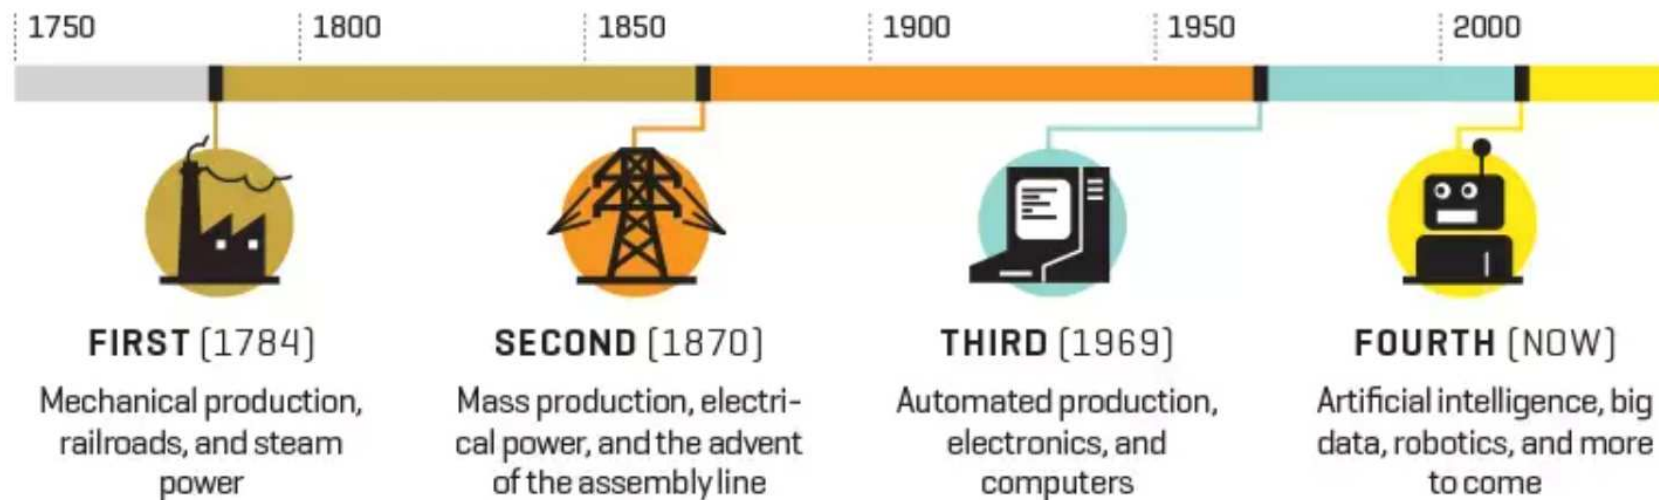 1750
1800
1850
1900
1950
2000
FIRST (1784)
Mechanical production,
railroads, and steam
power
SECOND (1870)
Mass production, electri-
cal power, and the advent
of the assembly line
THIRD (1969)
Automated production,
electronics, and
computers
FOURTH (NOW)
Artificial intelligence, big
data, robotics, and more
to come